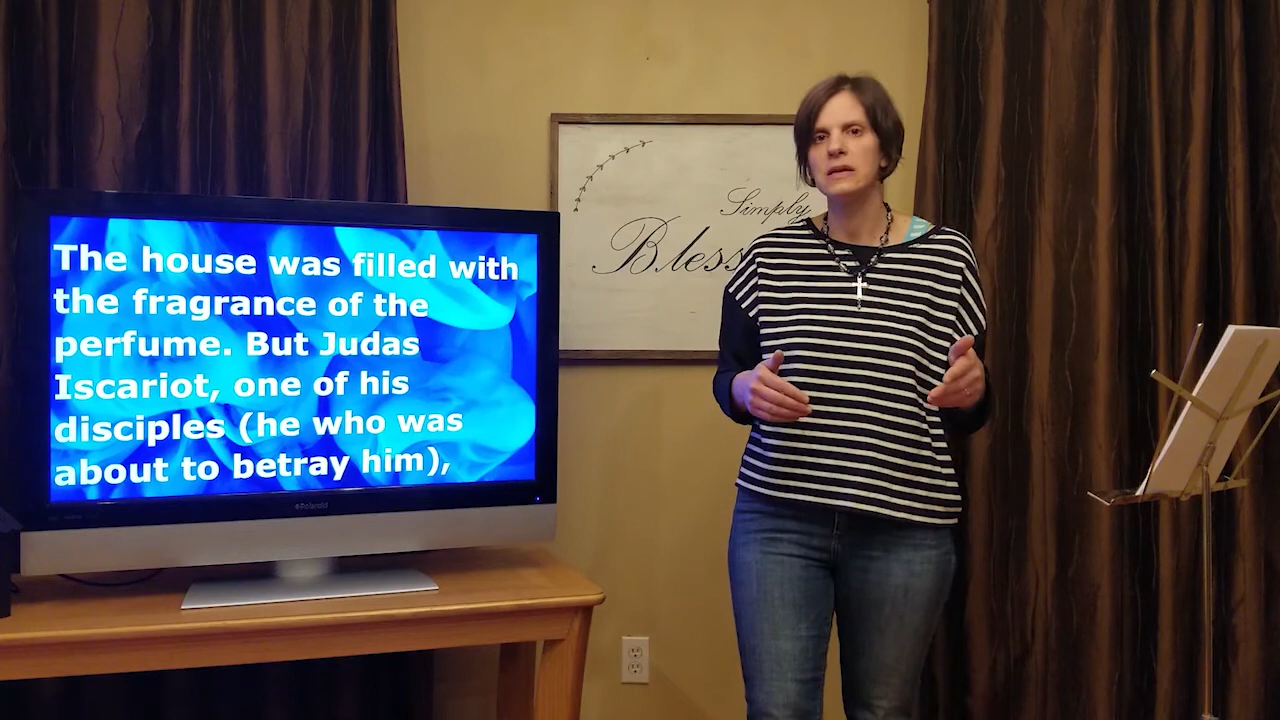 The house was filled with
the fragrance of the
perfume. But Judas
Iscariot, one of his
disciples (he who was
about to betray him),
Polaroid
Simply
Bless